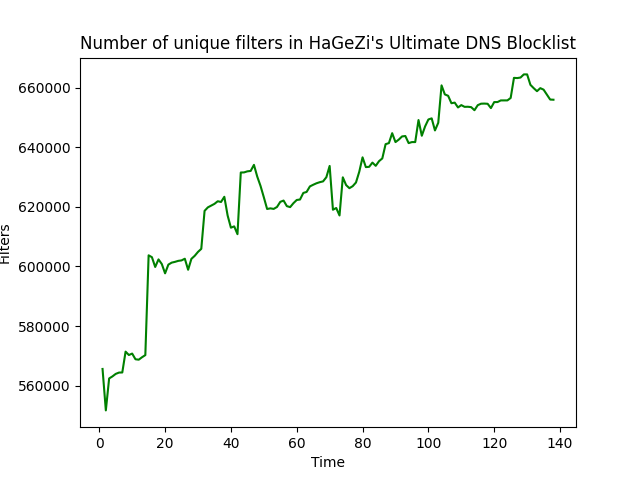 Number of unique filters in HaGeZi's Ultimate DNS Blocklist
660000
640000
620000
600000
580000
560000
Filters
0 20 40 60 80 100 120 140
Time